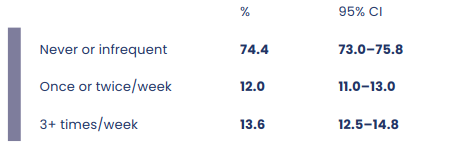 % 95% CI
Never or infrequent 74.4 73.0–75.8
Once or twice/week 12.0 11.0–13.0
3+ times/week 13.6 12.5–14.8